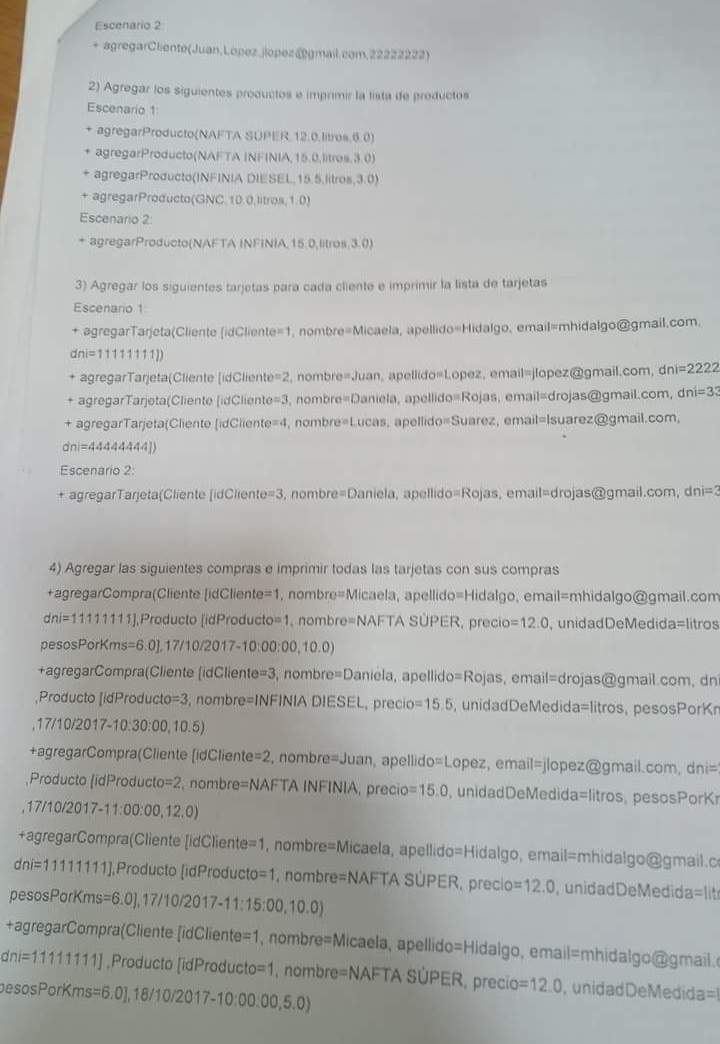 Escenario 2:
+ agregarCliente(Juan,Lopez,jlopez@gmail.com,22222222)
2) Agregar los siguientes productos e imprimir la lista de productos
Escenario 1:
+ agregarProducto(NAFTA SÚPER,12.0,litros,6.0)
+ agregarProducto(NAFTA INFINIA,15.0,litros,3.0)
+ agregarProducto(INFINIA DIESEL,15.5,litros,3.0)
+ agregarProducto(GNC,10.0,litros,1.0)
Escenario 2:
+ agregarProducto(NAFTA INFINIA,15.0,litros,3.0)
3) Agregar los siguientes tarjetas para cada cliente e imprimir la lista de tarjetas
Escenario 1:
+ agregarTarjeta(Cliente [idCliente=1, nombre=Micaela, apellido=Hidalgo, email=mhidalgo@gmail.com,
dni=11111111])
+ agregarTarjeta(Cliente [idCliente=2, nombre=Juan, apellido=Lopez, email=jlopez@gmail.com, dni=2222
+ agregarTarjeta(Cliente [idCliente=3, nombre=Daniela, apellido=Rojas, email=drojas@gmail.com, dni=33
+ agregarTarjeta(Cliente [idCliente=4, nombre=Lucas, apellido=Suarez, email=lsuarez@gmail.com,
dni=44444444])
Escenario 2:
+ agregarTarjeta(Cliente [idCliente=3, nombre=Daniela, apellido=Rojas, email=drojas@gmail.com, dni=3
4) Agregar las siguientes compras e imprimir todas las tarjetas con sus compras
+agregarCompra(Cliente [idCliente=1, nombre=Micaela, apellido=Hidalgo, email=mhidalgo@gmail.com
dni=11111111],Producto [idProducto=1, nombre=NAFTA SÚPER, precio=12.0, unidadDeMedida=litros
pesosPorKms=6.0],17/10/2017-10:00:00,10.0)
+agregarCompra(Cliente [idCliente=3, nombre=Daniela, apellido=Rojas, email=drojas@gmail.com, dni
,Producto [idProducto=3, nombre=INFINIA DIESEL, precio=15.5, unidadDeMedida=litros, pesosPorKm
,17/10/2017-10:30:00,10.5)
+agregarCompra(Cliente [idCliente=2, nombre=Juan, apellido=Lopez, email=jlopez@gmail.com, dni=
,Producto [idProducto=2, nombre=NAFTA INFINIA, precio=15.0, unidadDeMedida=litros, pesosPorKr
,17/10/2017-11:00:00,12.0)
+agregarCompra(Cliente [idCliente=1, nombre=Micaela, apellido=Hidalgo, email=mhidalgo@gmail.c
dni=11111111],Producto [idProducto=1, nombre=NAFTA SÚPER, precio=12.0, unidadDeMedida=lit
pesosPorKms=6.0],17/10/2017-11:15:00,10.0)
+agregarCompra(Cliente [idCliente=1, nombre=Micaela, apellido=Hidalgo, email=mhidalgo@gmail.
dni=11111111] ,Producto [idProducto=1, nombre=NAFTA SÚPER, precio=12.0, unidadDeMedida=l
pesosPorKms=6.0],18/10/2017-10:00:00,5.0)